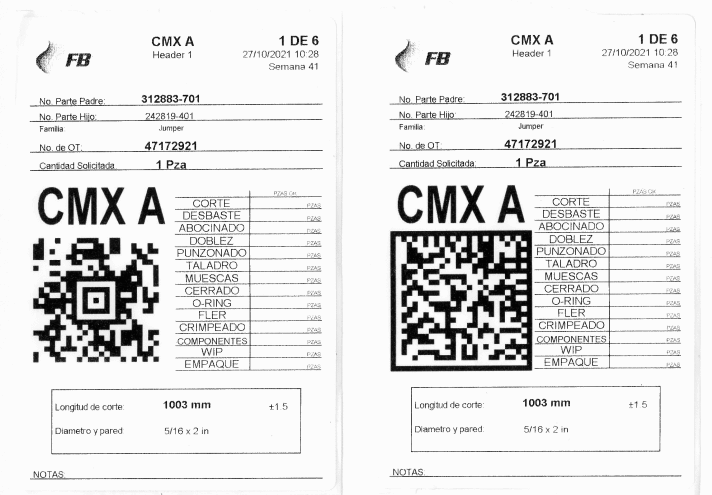 FB
CMX A
Header 1
1 DE 6
27/10/2021 10:28
Semana 41
No. Parte Padre: 312883-701
No. Parte Hijo: 242819-401
Familia: Jumper
No. de OT: 47172921
Cantidad Solicitada: 1 Pza
CMX A
PZAS OK
CORTE PZAS
DESBASTE PZAS
ABOCINADO PZAS
DOBLEZ PZAS
PUNZONADO PZAS
TALADRO PZAS
MUESCAS PZAS
CERRADO PZAS
O-RING PZAS
FLER PZAS
CRIMPEADO PZAS
COMPONENTES PZAS
WIP PZAS
EMPAQUE PZAS
Longitud de corte: 1003 mm ±1.5
Diametro y pared: 5/16 x 2 in
NOTAS:
FB
CMX A
Header 1
1 DE 6
27/10/2021 10:28
Semana 41
No. Parte Padre: 312883-701
No. Parte Hijo: 242819-401
Familia: Jumper
No. de OT: 47172921
Cantidad Solicitada: 1 Pza
CMX A
PZAS OK
CORTE PZAS
DESBASTE PZAS
ABOCINADO PZAS
DOBLEZ PZAS
PUNZONADO PZAS
TALADRO PZAS
MUESCAS PZAS
CERRADO PZAS
O-RING PZAS
FLER PZAS
CRIMPEADO PZAS
COMPONENTES PZAS
WIP PZAS
EMPAQUE PZAS
Longitud de corte: 1003 mm ±1.5
Diametro y pared: 5/16 x 2 in
NOTAS: